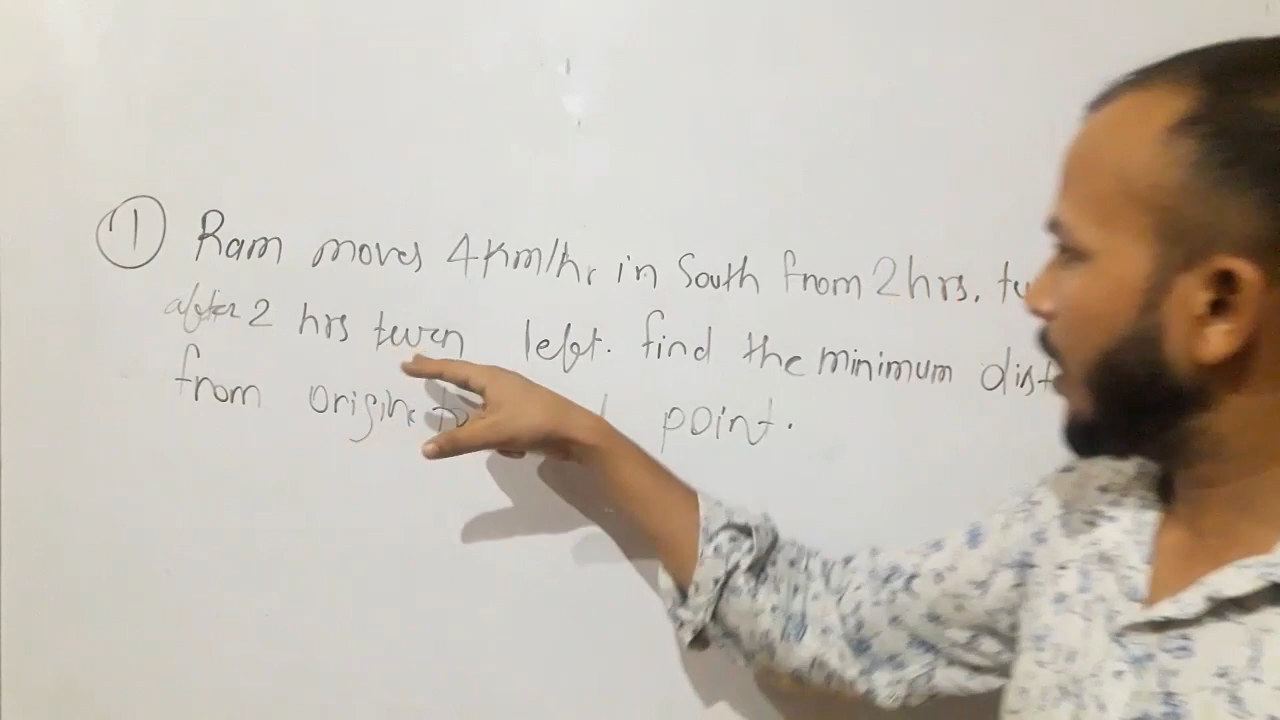 ① Ram moves 4Km/hr in South from 2hrs.
after 2 hrs turn left. find the minimum
from origin point.